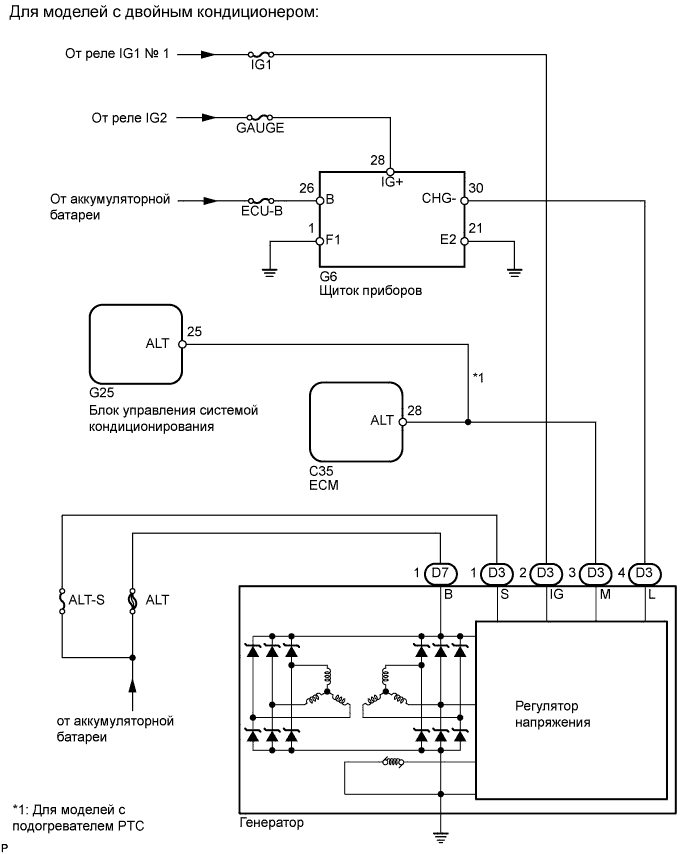 Для моделей с двойным кондиционером:
От реле IG1 № 1
IG1
От реле IG2
GAUGE
28
IG+
От аккумуляторной
батареи
ECU-B
26
B
CHG-
30
1
F1
E2
21
G6
Щиток приборов
ALT
25
G25
Блок управления системой
кондиционирования
*1
ALT
28
C35
ECM
1
D7
1
D3
2
D3
3
D3
4
D3
B
S
IG
M
L
ALT-S
ALT
от аккумуляторной
батареи
Регулятор
напряжения
*1: Для моделей с
подогревателем PTC
Генератор
P